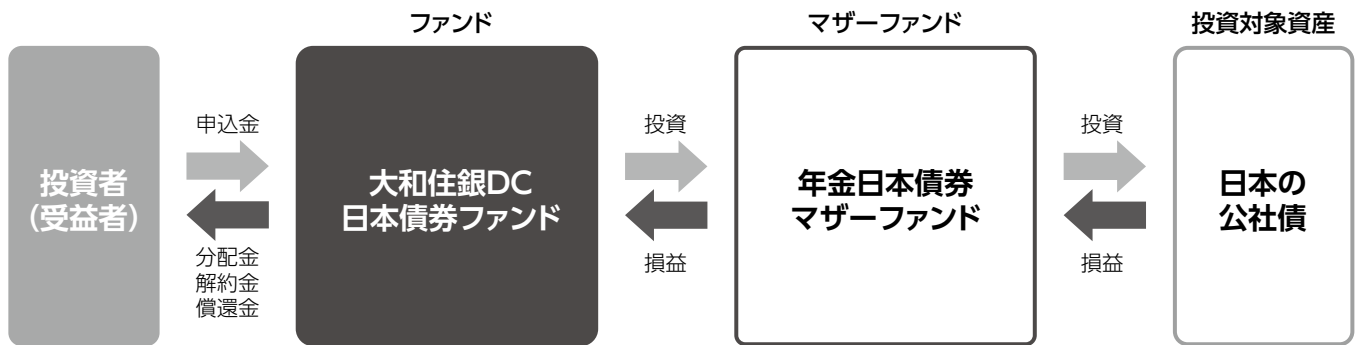 ファンド
マザーファンド
投資対象資産
投資者
（受益者）
申込金
分配金
解約金
償還金
大和住銀DC
日本債券ファンド
投資
損益
年金日本債券
マザーファンド
投資
損益
日本の
公社債